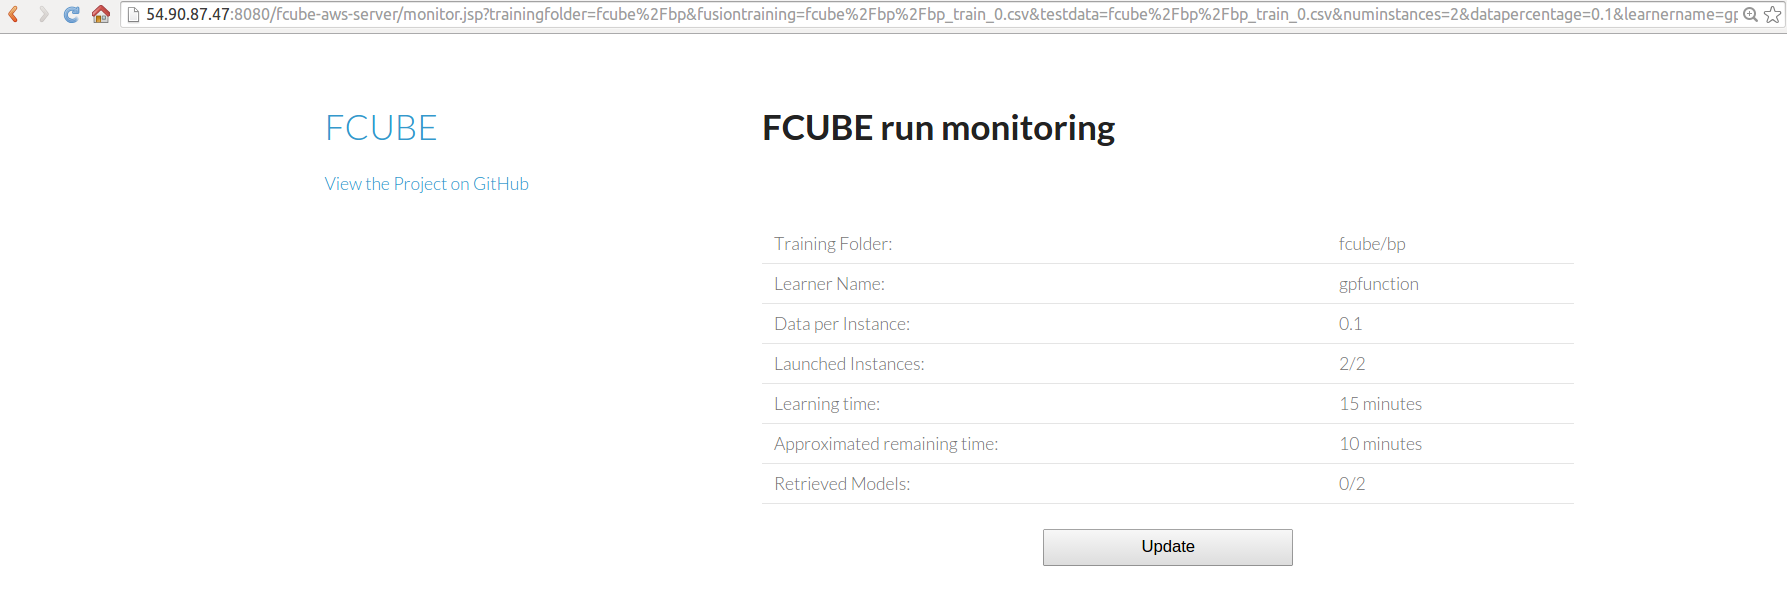 54.90.87.47:8080/fcube-aws-server/monitor.jsp?trainingfolder=fcube%2Fbp&fusiontraining=fcube%2Fbp%2Fbp_train_0.csv&testdata=fcube%2Fbp%2Fbp_train_0.csv&numinstances=2&datapercentage=0.1&learnername=gp
FCUBE
FCUBE run monitoring
View the Project on GitHub
Training Folder: fcube/bp
Learner Name: gpfunction
Data per Instance: 0.1
Launched Instances: 2/2
Learning time: 15 minutes
Approximated remaining time: 10 minutes
Retrieved Models: 0/2
Update